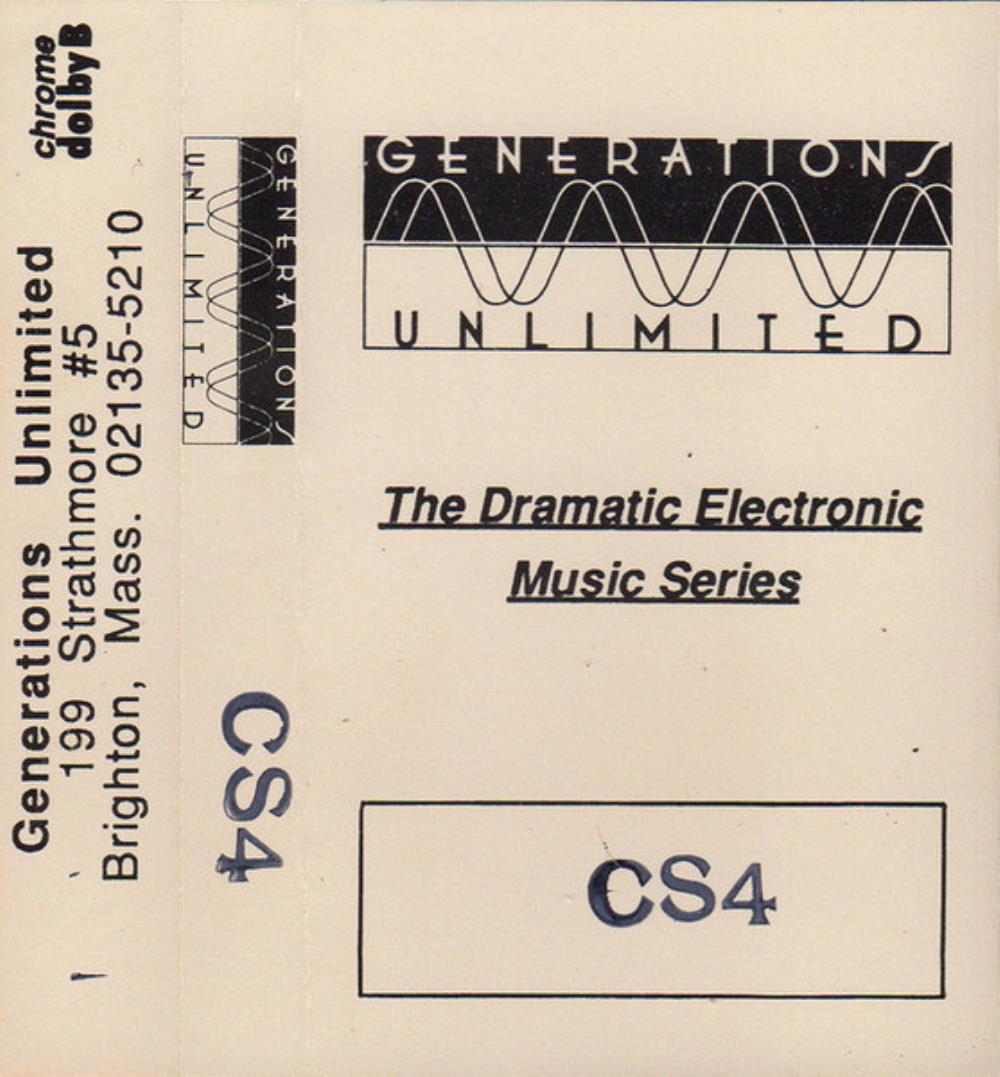 chrome
dolby B
Generations Unlimited
199 Strathmore #5
Brighton, Mass. 02135-5210
GENERATIONS
UNLIMITED
CS4
GENERATIONS
UNLIMITED
The Dramatic Electronic
Music Series
CS4